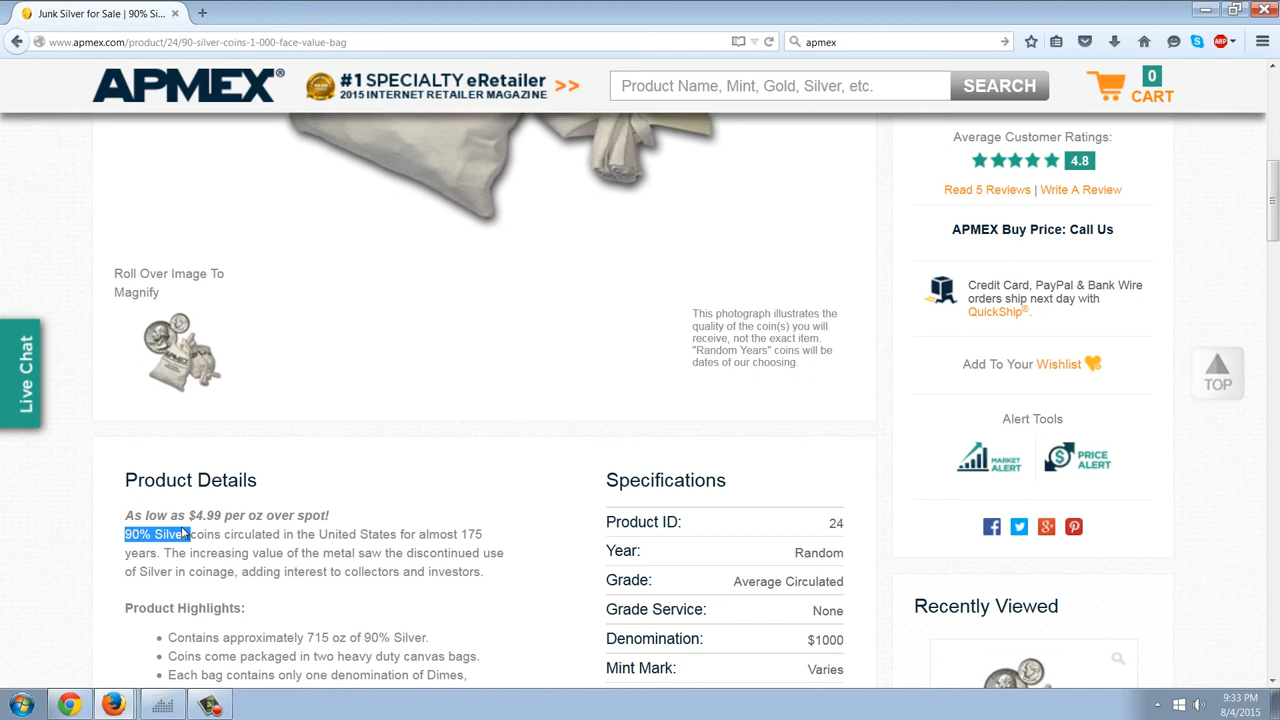 Junk Silver for Sale | 90% Si...
www.apmex.com/product/24/90-silver-coins-1-000-face-value-bag
apmex
ABP
APMEX®
#1 SPECIALTY eRetailer
2015 INTERNET RETAILER MAGAZINE
>>
Product Name, Mint, Gold, Silver, etc.
SEARCH
0
CART
Average Customer Ratings:
4.8
Read 5 Reviews | Write A Review
APMEX Buy Price: Call Us
Roll Over Image To
Magnify
Credit Card, PayPal & Bank Wire
orders ship next day with
QuickShip®.
This photograph illustrates the
quality of the coin(s) you will
receive, not the exact item.
"Random Years" coins will be
dates of our choosing.
Live Chat
APMEX
Add To Your Wishlist
TOP
Alert Tools
MARKET
ALERT
PRICE
ALERT
Product Details
As low as $4.99 per oz over spot!
90% Silver coins circulated in the United States for almost 175
years. The increasing value of the metal saw the discontinued use
of Silver in coinage, adding interest to collectors and investors.
Product Highlights:
Contains approximately 715 oz of 90% Silver.
Coins come packaged in two heavy duty canvas bags.
Each bag contains only one denomination of Dimes,
Specifications
Product ID: 24
Year: Random
Grade: Average Circulated
Grade Service: None
Denomination: $1000
Mint Mark: Varies
Recently Viewed
9:33 PM
8/4/2015